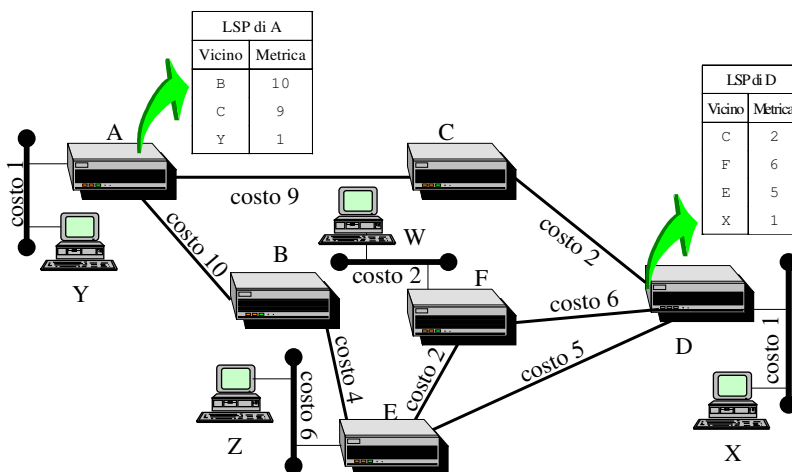 LSP di A
Vicino Metrica
B 10
C 9
Y 1
LSP di D
Vicino Metrica
C 2
F 6
E 5
X 1
A
C
costo 1
costo 9
W
costo 2
costo 2
Y
costo 10
B
F
costo 6
D
costo 1
costo 5
costo 4
costo 2
Z
costo 6
E
X